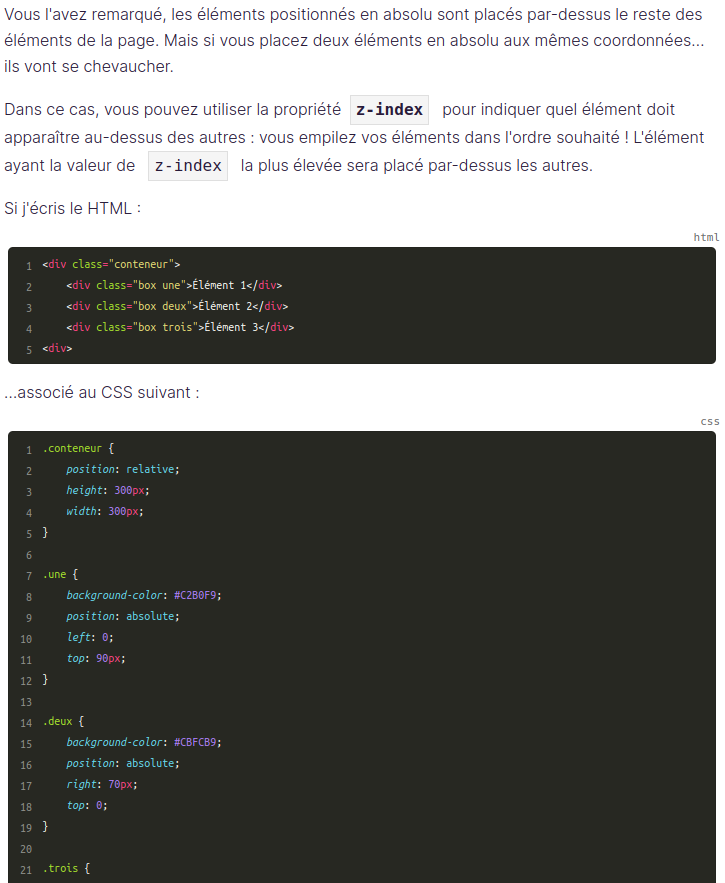 Vous l'avez remarqué, les éléments positionnés en absolu sont placés par-dessus le reste des
éléments de la page. Mais si vous placez deux éléments en absolu aux mêmes coordonnées…
ils vont se chevaucher.
Dans ce cas, vous pouvez utiliser la propriété z-index pour indiquer quel élément doit
apparaître au-dessus des autres : vous empilez vos éléments dans l'ordre souhaité ! L'élément
ayant la valeur de z-index la plus élevée sera placé par-dessus les autres.
Si j'écris le HTML :
html
1 <div class="conteneur">
2     <div class="box une">Élément 1</div>
3     <div class="box deux">Élément 2</div>
4     <div class="box trois">Élément 3</div>
5 <div>
…associé au CSS suivant :
css
1 .conteneur {
2     position: relative;
3     height: 300px;
4     width: 300px;
5 }
6
7 .une {
8     background-color: #C2B0F9;
9     position: absolute;
10     left: 0;
11     top: 90px;
12 }
13
14 .deux {
15     background-color: #CBFCB9;
16     position: absolute;
17     right: 70px;
18     top: 0;
19 }
20
21 .trois {